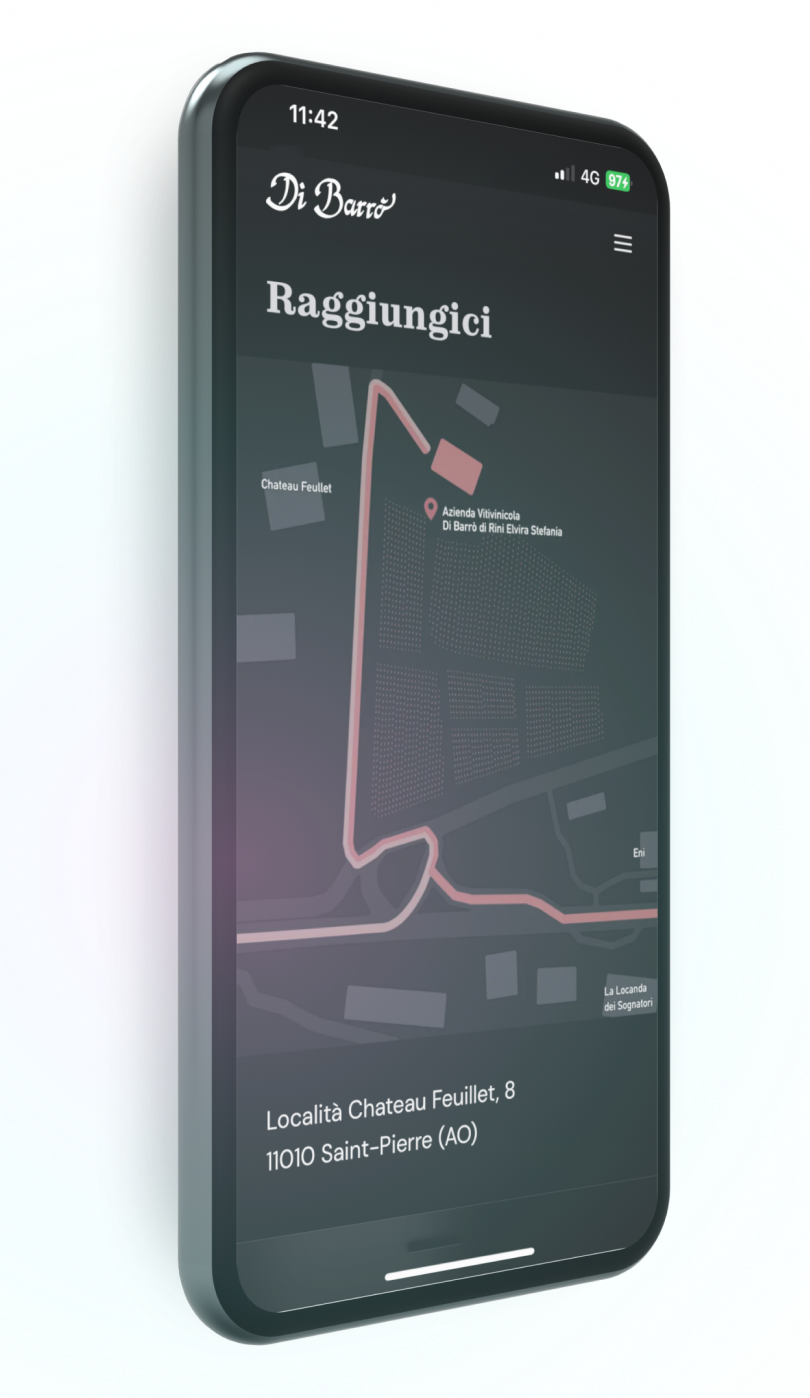 11:42
4G 97
Di Barrò
Raggiungici
Chateau Feullet
Azienda Vitivinicola
Di Barrò di Rini Elvira Stefania
Eni
La Locanda
dei Sognatori
Località Chateau Feuillet, 8
11010 Saint-Pierre (AO)